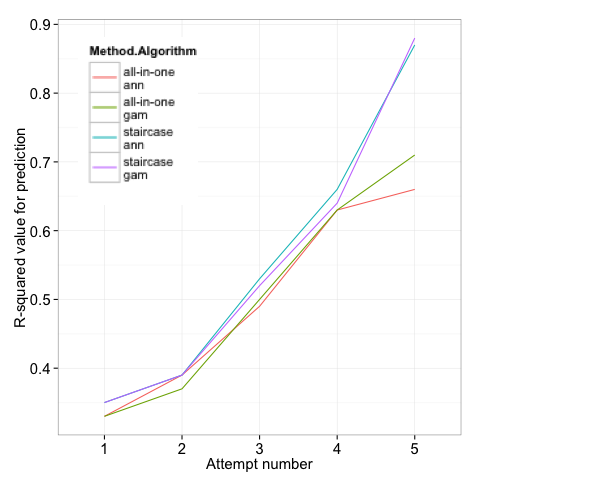 0.9
0.8
0.7
0.6
0.5
0.4
R-squared value for prediction
Method.Algorithm
all-in-one
ann
all-in-one
gam
staircase
ann
staircase
gam
1 2 3 4 5
Attempt number